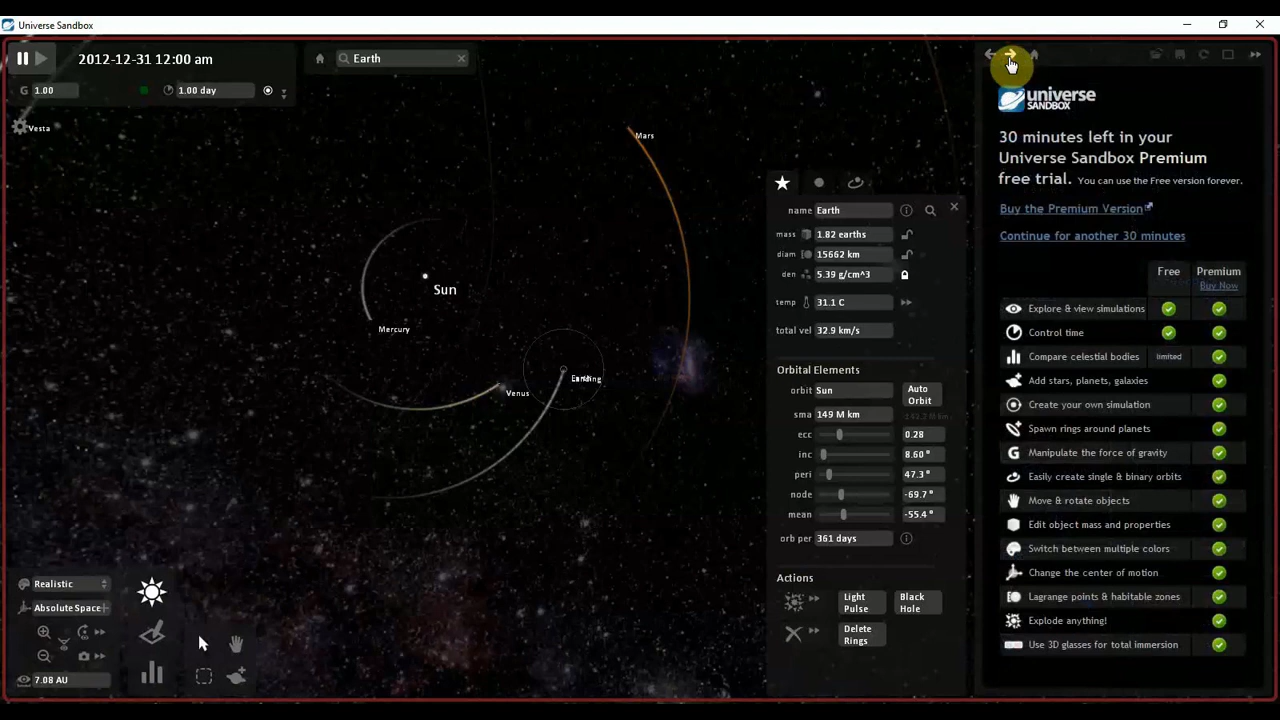 Universe Sandbox
2012-12-31 12:00 am
G 1.00
1.00 day
Earth
Vesta
Mars
Sun
Mercury
Venus
name Earth
mass 1.82 earths
diam 15662 km
den 5.39 g/cm^3
temp 31.1 C
total vel 32.9 km/s
Orbital Elements
orbit Sun
Auto
Orbit
sma 149 M km
ecc 0.28
inc 8.60°
peri 47.3°
node -69.7°
mean -55.4°
orb per 361 days
Actions
Light
Pulse
Black
Hole
Delete
Rings
Realistic
Absolute Space
7.08 AU
universe
SANDBOX
30 minutes left in your
Universe Sandbox Premium
free trial. You can use the Free version forever.
Buy the Premium Version
Continue for another 30 minutes
Free Premium
Buy Now
Explore & view simulations
Control time
Compare celestial bodies limited
Add stars, planets, galaxies
Create your own simulation
Spawn rings around planets
G Manipulate the force of gravity
Easily create single & binary orbits
Move & rotate objects
Edit object mass and properties
Switch between multiple colors
Change the center of motion
Lagrange points & habitable zones
Explode anything!
Use 3D glasses for total immersion